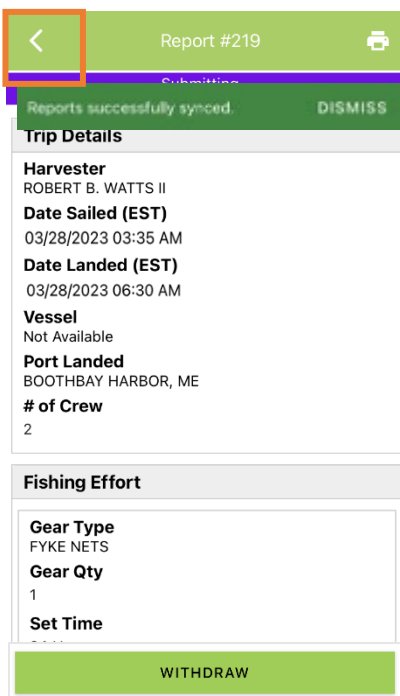 Report #219
Submitting
Reports successfully synced. DISMISS
Trip Details
Harvester
ROBERT B. WATTS II
Date Sailed (EST)
03/28/2023 03:35 AM
Date Landed (EST)
03/28/2023 06:30 AM
Vessel
Not Available
Port Landed
BOOTHBAY HARBOR, ME
# of Crew
2
Fishing Effort
Gear Type
FYKE NETS
Gear Qty
1
Set Time
WITHDRAW